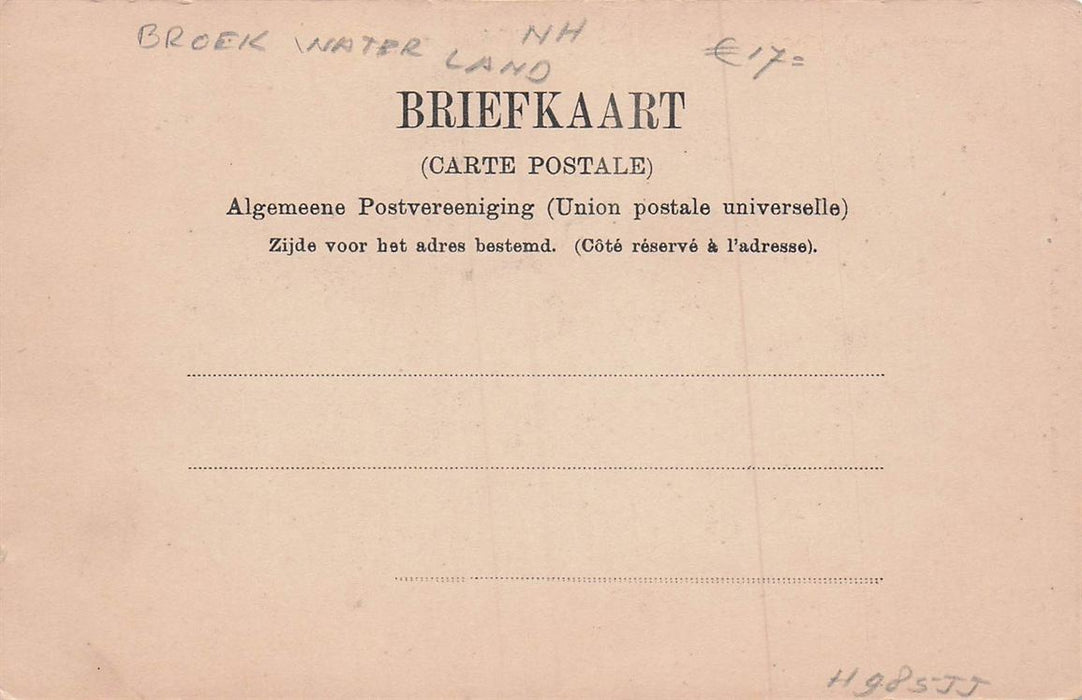 BROEK WATER LAND NH €17=
BRIEFKAART
(CARTE POSTALE)
Algemeene Postvereeniging (Union postale universelle)
Zijde voor het adres bestemd. (Côté réservé à l'adresse).
H985JJ